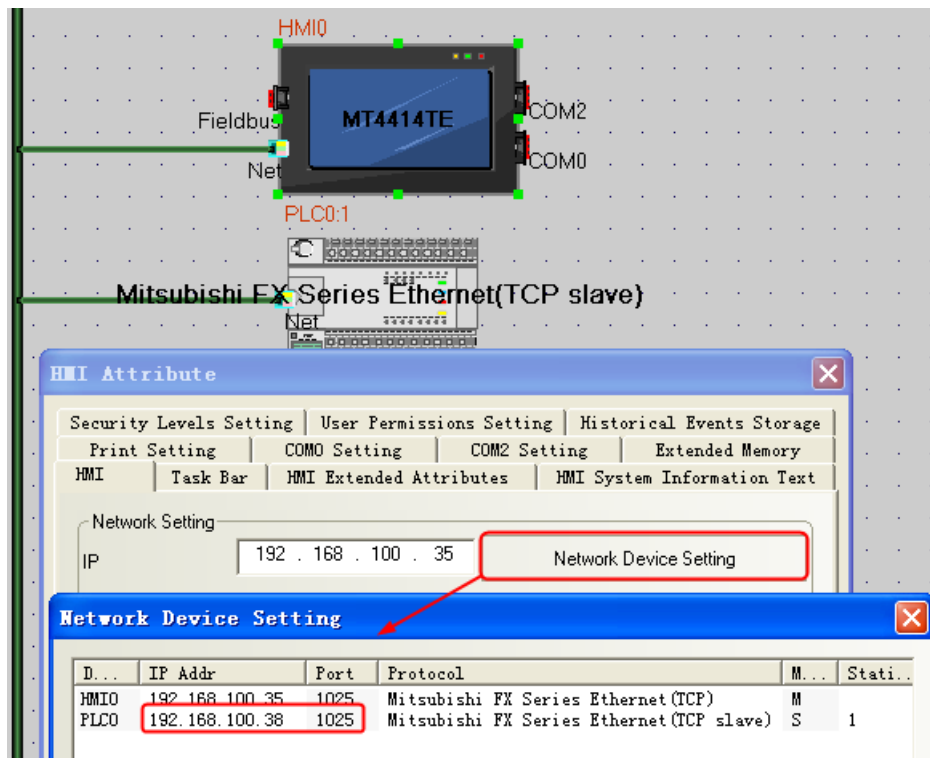 HMI0
MT4414TE
Fieldbus
COM2
Net
COM0
PLC0:1
Mitsubishi FX Series Ethernet(TCP slave)
Net
HMI Attribute
Security Levels Setting User Permissions Setting Historical Events Storage
Print Setting COM0 Setting COM2 Setting Extended Memory
HMI Task Bar HMI Extended Attributes HMI System Information Text
Network Setting
IP 192 . 168 . 100 . 35 Network Device Setting
Network Device Setting
D... IP Addr Port Protocol M... Stati..
HMI0 192.168.100.35 1025 Mitsubishi FX Series Ethernet(TCP) M
PLC0 192.168.100.38 1025 Mitsubishi FX Series Ethernet(TCP slave) S 1